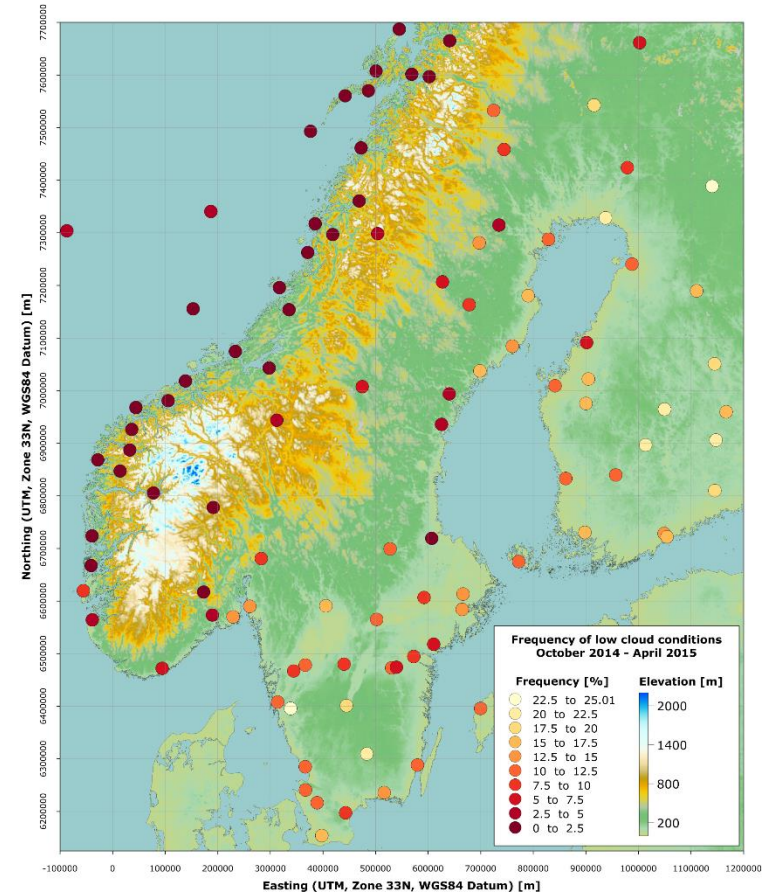 7700000
7600000
7500000
7400000
7300000
7200000
7100000
7000000
6900000
6800000
6700000
6600000
6500000
6400000
6300000
6200000
Northing (UTM, Zone 33N, WGS84 Datum) [m]
Frequency of low cloud conditions
October 2014 - April 2015
Frequency [%]
22.5 to 25.01
20 to 22.5
17.5 to 20
15 to 17.5
12.5 to 15
10 to 12.5
7.5 to 10
5 to 7.5
2.5 to 5
0 to 2.5
Elevation [m]
2000
1400
800
200
-100000 0 100000 200000 300000 400000 500000 600000 700000 800000 900000 1000000 1100000 1200000
Easting (UTM, Zone 33N, WGS84 Datum) [m]